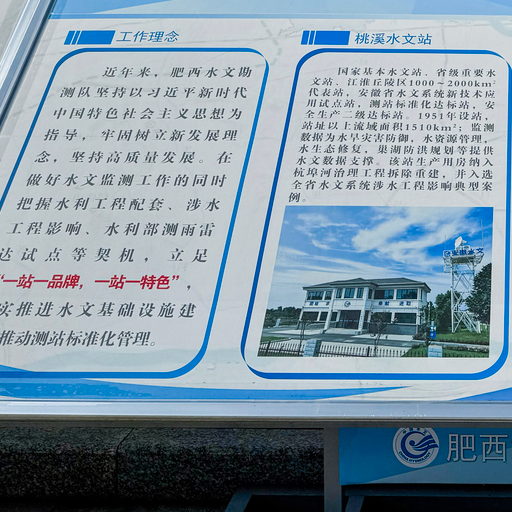 工作理念
近年来，肥西水文勘
测队坚持以习近平新时代
中国特色社会主义思想为
指导，牢固树立新发展理
念，坚持高质量发展。在
做好水文监测工作的同时
把握水利工程配套、涉水
工程影响、水利部测雨雷
达试点站等契机，立足
“一站一品牌，一站一特色”，
实推进水文基础设施建
推动测站标准化管理。
桃溪水文站
国家基本水文站、省级重要水
文站、江淮丘陵区1000~2000km²
代表站，安徽省水文系统新技术应
用试点站，测站标准化达标站，安
全生产二级达标站。1951年设站，
站址以上流域面积1510km²；监测
数据为水旱灾害防御，水资源管理，
水生态修复，巢湖防洪规划等提供
水文数据支撑。该站生产用房纳入
杭埠河治理工程拆除重建，并入选
全省水文系统涉水工程影响典型案
例。
安徽水文
肥西